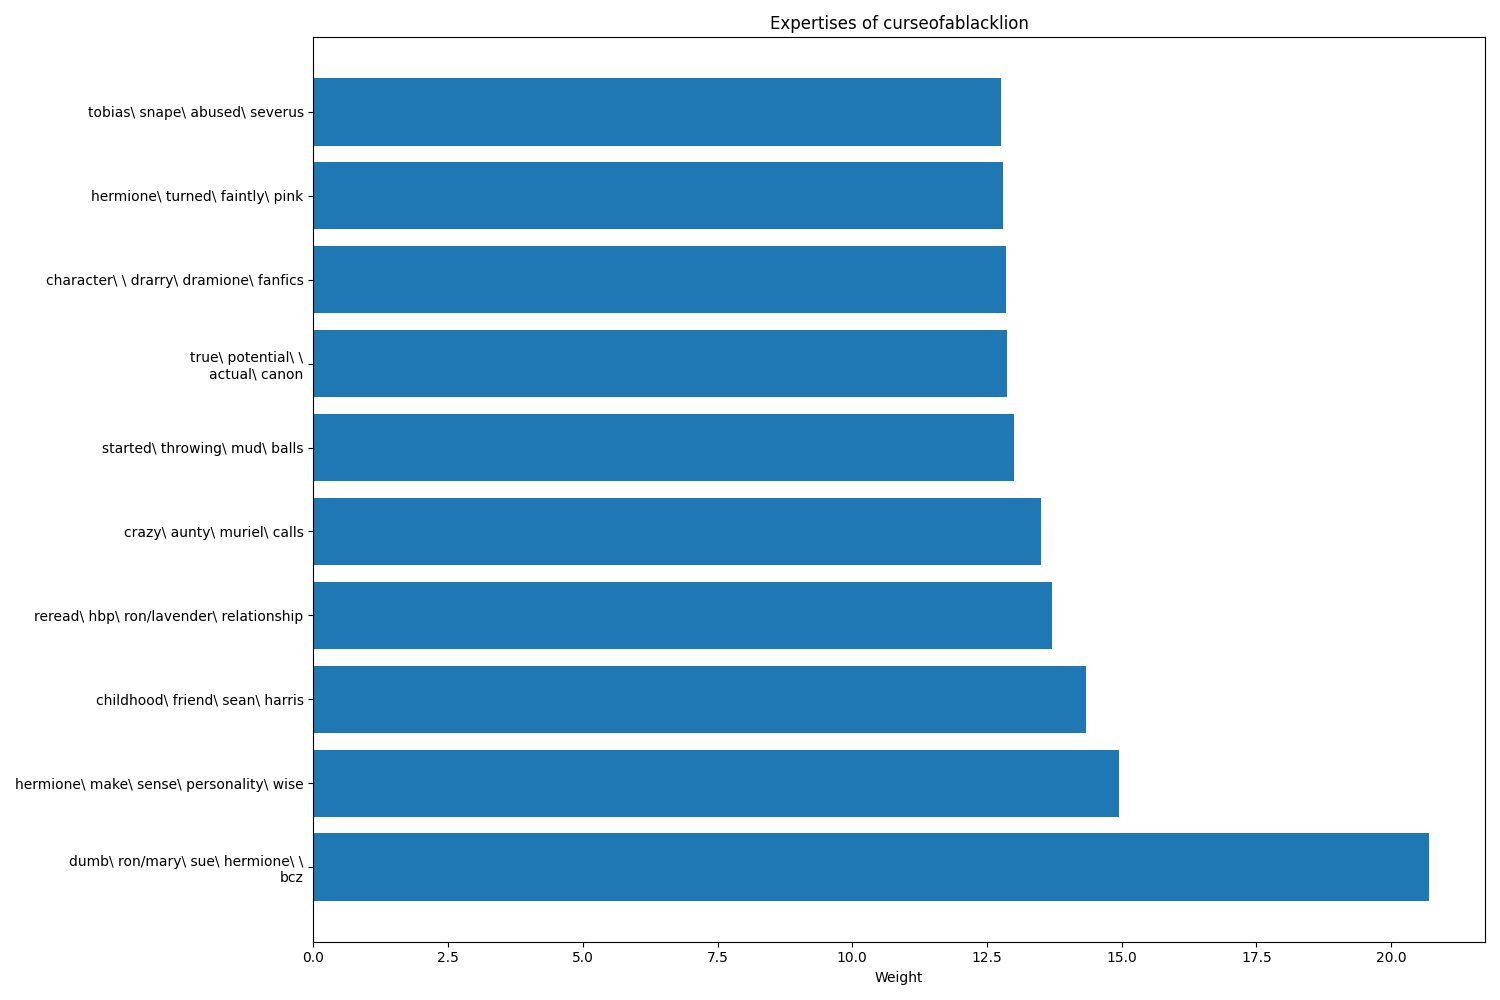 Expertises of curseofablacklion
tobias\ snape\ abused\ severus
hermione\ turned\ faintly\ pink
character\ \ drarry\ dramione\ fanfics
true\ potential\ \
actual\ canon
started\ throwing\ mud\ balls
crazy\ aunty\ muriel\ calls
reread\ hbp\ ron/lavender\ relationship
childhood\ friend\ sean\ harris
hermione\ make\ sense\ personality\ wise
dumb\ ron/mary\ sue\ hermione\ \
bcz
0.0 2.5 5.0 7.5 10.0 12.5 15.0 17.5 20.0
Weight